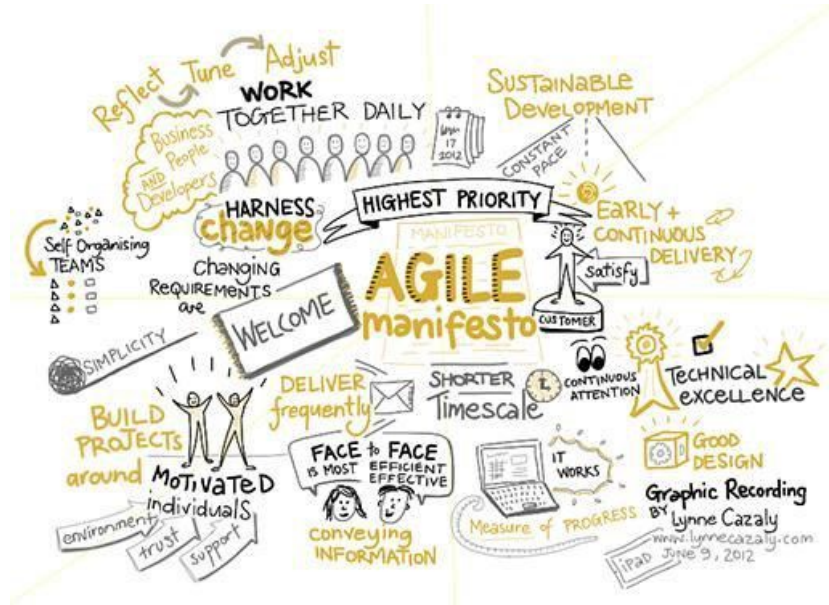 Reflect Tune Adjust
WORK
TOGETHER DAILY
Business
People
AND
Developers
17
2012
SUSTAINABLE
DEVELOPMENT
CONSTANT
PACE
HIGHEST PRIORITY
HARNESS
change
CHANGING
REQUIREMENTS
are
WELCOME
Self Organising
TEAMS
MANIFESTO
AGILE
manifesto
EARLY +
CONTINUOUS
DELIVERY
satisfy
CUSTOMER
SIMPLICITY
BUILD
PROJECTS
around
MOTIVATED
individuals
environment
trust
support
DELIVER
frequently
SHORTER
Timescale
CONTINUOUS
ATTENTION
TECHNICAL
excellence
FACE to FACE
IS MOST EFFICIENT
EFFECTIVE
conveying
INFORMATION
IT
WORKS
Measure of PROGRESS
GOOD
DESIGN
Graphic Recording
BY Lynne Cazaly
www.lynnecazaly.com
JUNE 9, 2012
iPAD